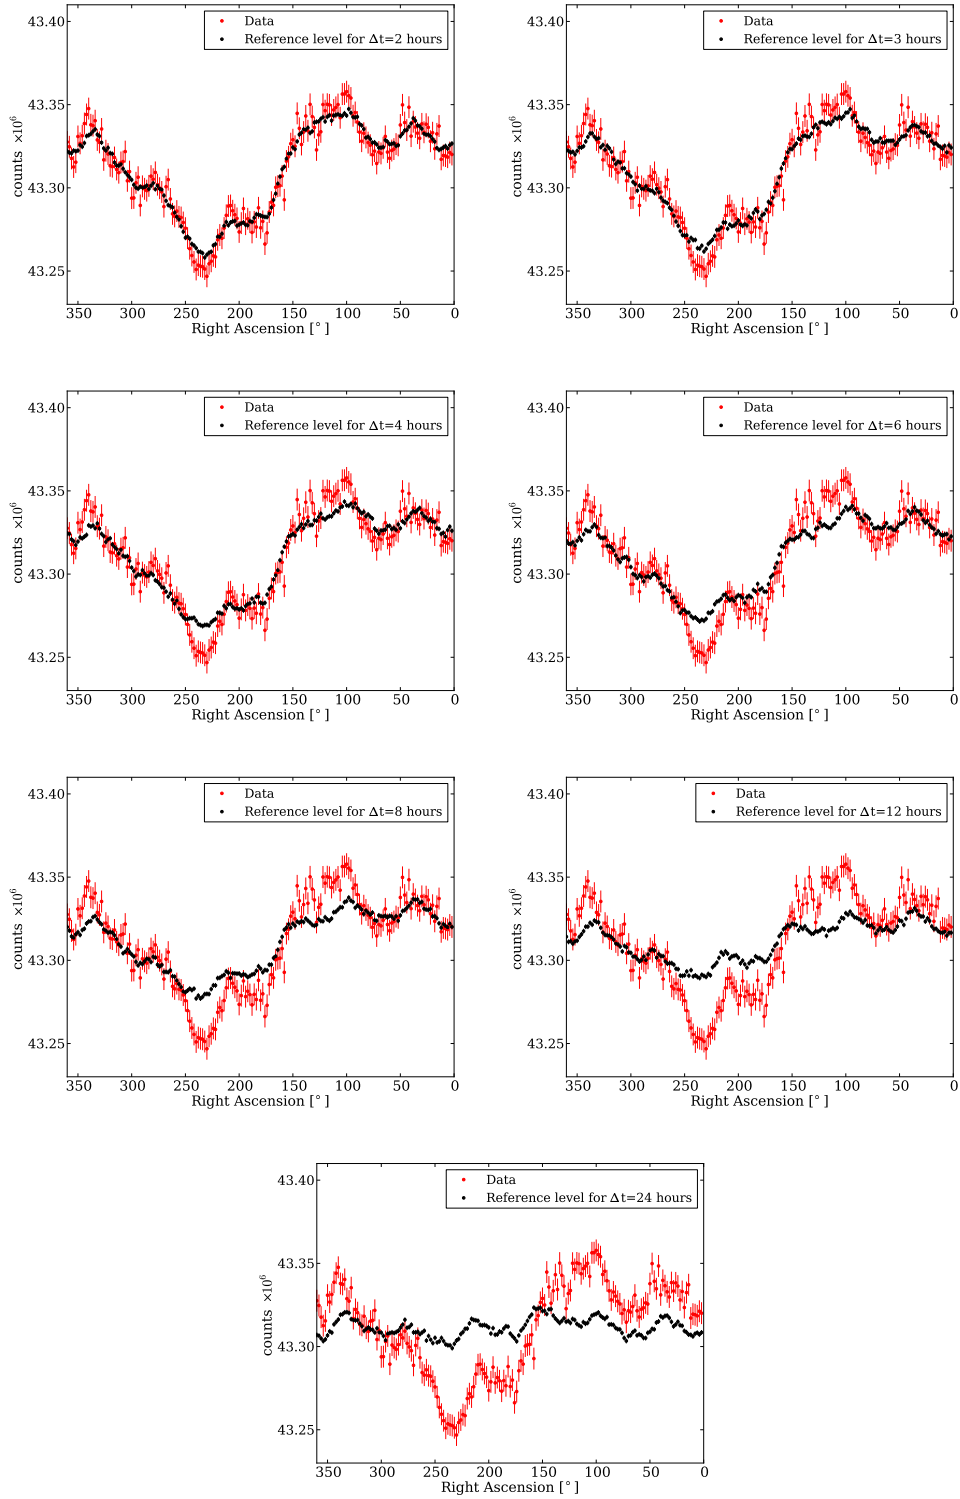 Data
Reference level for Δt=2 hours
43.40
43.35
43.30
43.25
counts ×10⁶
350 300 250 200 150 100 50 0
Right Ascension [°]
Data
Reference level for Δt=3 hours
43.40
43.35
43.30
43.25
counts ×10⁶
350 300 250 200 150 100 50 0
Right Ascension [°]
Data
Reference level for Δt=4 hours
43.40
43.35
43.30
43.25
counts ×10⁶
350 300 250 200 150 100 50 0
Right Ascension [°]
Data
Reference level for Δt=6 hours
43.40
43.35
43.30
43.25
counts ×10⁶
350 300 250 200 150 100 50 0
Right Ascension [°]
Data
Reference level for Δt=8 hours
43.40
43.35
43.30
43.25
counts ×10⁶
350 300 250 200 150 100 50 0
Right Ascension [°]
Data
Reference level for Δt=12 hours
43.40
43.35
43.30
43.25
counts ×10⁶
350 300 250 200 150 100 50 0
Right Ascension [°]
Data
Reference level for Δt=24 hours
43.40
43.35
43.30
43.25
counts ×10⁶
350 300 250 200 150 100 50 0
Right Ascension [°]